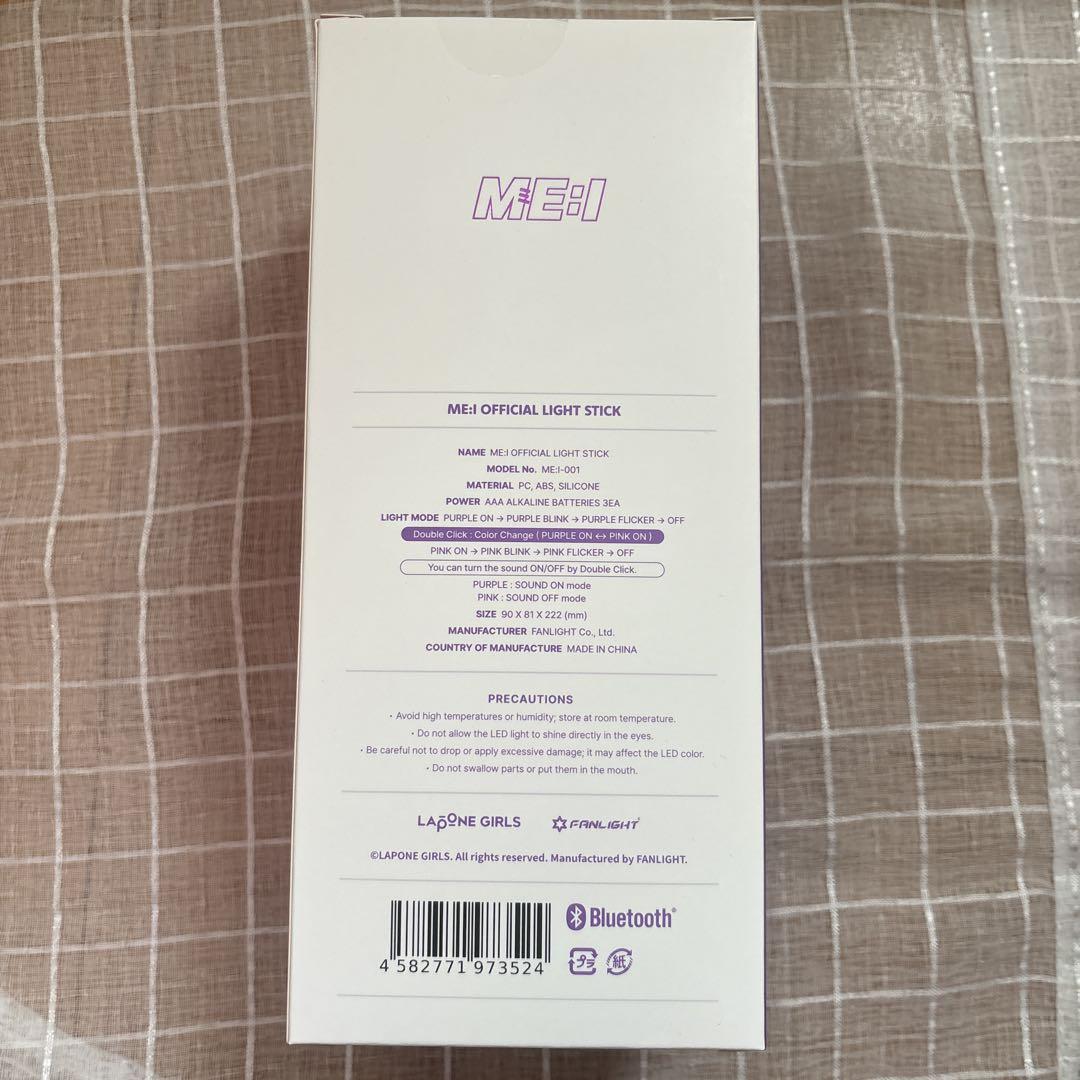 ME:I
ME:I OFFICIAL LIGHT STICK
NAME ME:I OFFICIAL LIGHT STICK
MODEL No. ME:I-001
MATERIAL PC, ABS, SILICONE
POWER AAA ALKALINE BATTERIES 3EA
LIGHT MODE PURPLE ON → PURPLE BLINK → PURPLE FLICKER → OFF
Double Click : Color Change ( PURPLE ON ↔ PINK ON )
PINK ON → PINK BLINK → PINK FLICKER → OFF
You can turn the sound ON/OFF by Double Click.
PURPLE : SOUND ON mode
PINK : SOUND OFF mode
SIZE 90 X 81 X 222 (mm)
MANUFACTURER FANLIGHT Co., Ltd.
COUNTRY OF MANUFACTURE MADE IN CHINA
PRECAUTIONS
• Avoid high temperatures or humidity; store at room temperature.
• Do not allow the LED light to shine directly in the eyes.
• Be careful not to drop or apply excessive damage; it may affect the LED color.
• Do not swallow parts or put them in the mouth.
LAPONE GIRLS FANLIGHT
©LAPONE GIRLS. All rights reserved. Manufactured by FANLIGHT.
Bluetooth®
4 582771 973524
プラ 紙